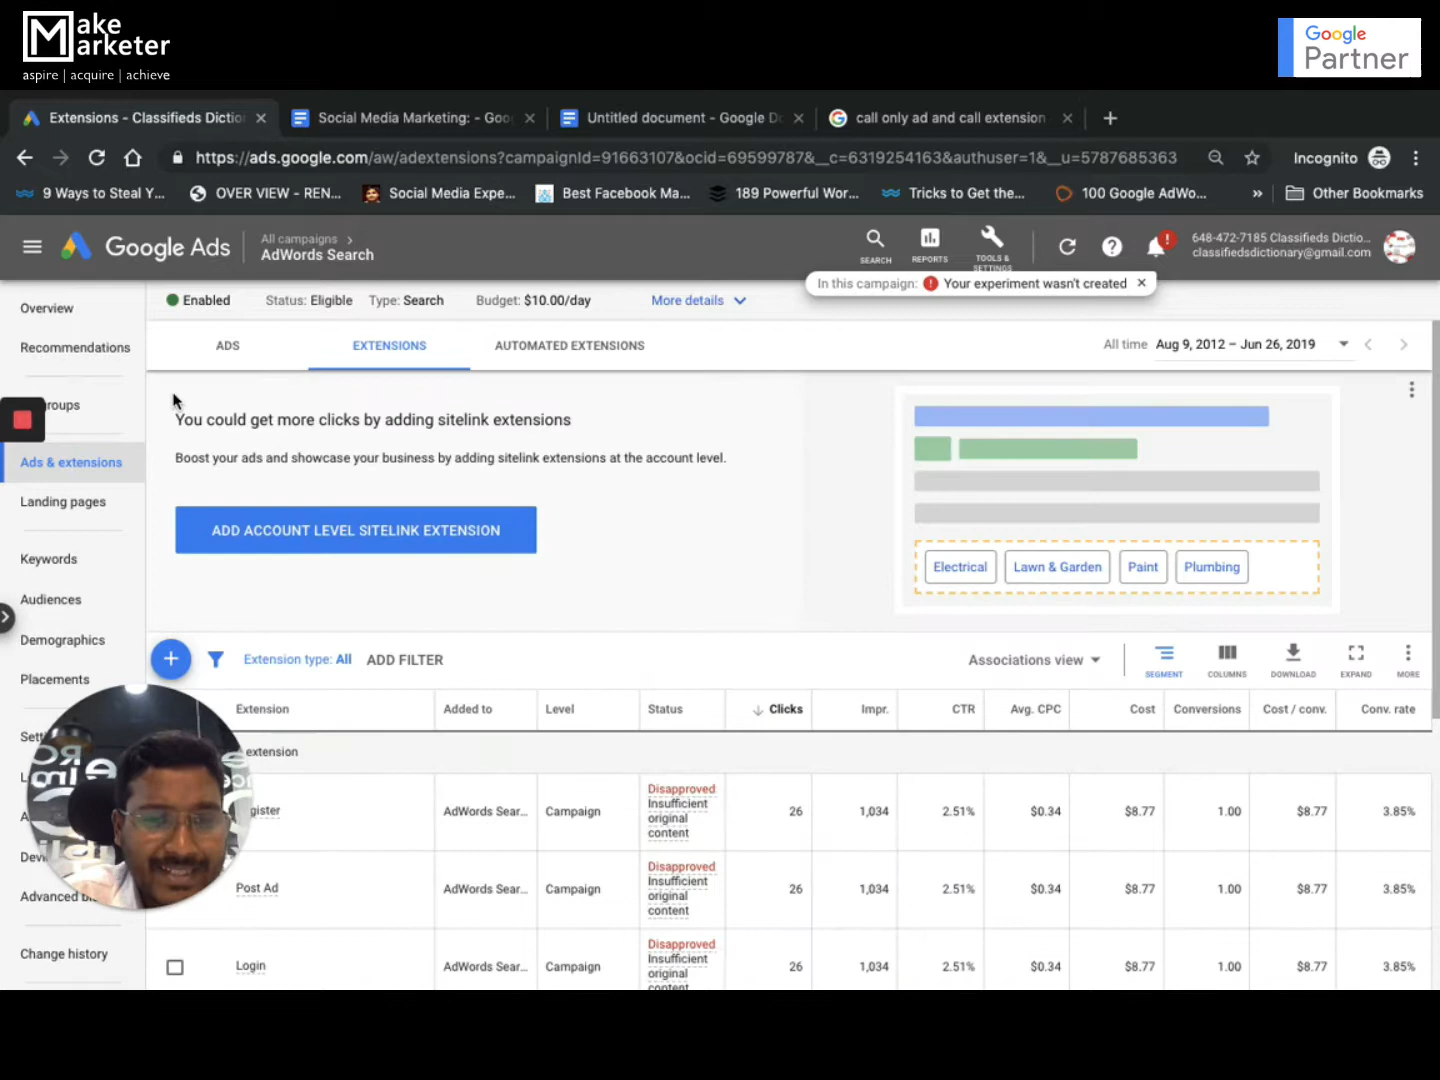 Make
Marketer
aspire | acquire | achieve
Google
Partner
Extensions - Classifieds Dictio
Social Media Marketing: - Goo
Untitled document - Google D
call only ad and call extension
https://ads.google.com/aw/adextensions?campaignId=91663107&ocid=69599787&__c=6319254163&authuser=1&__u=5787685363
Incognito
9 Ways to Steal Y...
OVER VIEW - REN...
Social Media Expe...
Best Facebook Ma...
189 Powerful Wor...
Tricks to Get the...
100 Google AdWo...
»
Other Bookmarks
Google Ads
All campaigns >
AdWords Search
SEARCH
REPORTS
TOOLS &
SETTINGS
648-472-7185 Classifieds Dictio...
classifiedsdictionary@gmail.com
In this campaign: Your experiment wasn't created
Enabled Status: Eligible Type: Search Budget: $10.00/day More details
ADS
EXTENSIONS
AUTOMATED EXTENSIONS
All time Aug 9, 2012 – Jun 26, 2019
Overview
Recommendations
roups
Ads & extensions
Landing pages
Keywords
Audiences
Demographics
Placements
Sett
Devi
Advanced b
Change history
You could get more clicks by adding sitelink extensions
Boost your ads and showcase your business by adding sitelink extensions at the account level.
ADD ACCOUNT LEVEL SITELINK EXTENSION
Electrical
Lawn & Garden
Paint
Plumbing
Extension type: All ADD FILTER
Associations view
SEGMENT
COLUMNS
DOWNLOAD
EXPAND
MORE
Extension Added to Level Status Clicks Impr. CTR Avg. CPC Cost Conversions Cost / conv. Conv. rate
extension
gister AdWords Sear... Campaign Disapproved
Insufficient
original
content
26 1,034 2.51% $0.34 $8.77 1.00 $8.77 3.85%
Post Ad AdWords Sear... Campaign Disapproved
Insufficient
original
content
26 1,034 2.51% $0.34 $8.77 1.00 $8.77 3.85%
Login AdWords Sear... Campaign Disapproved
Insufficient
original
content
26 1,034 2.51% $0.34 $8.77 1.00 $8.77 3.85%